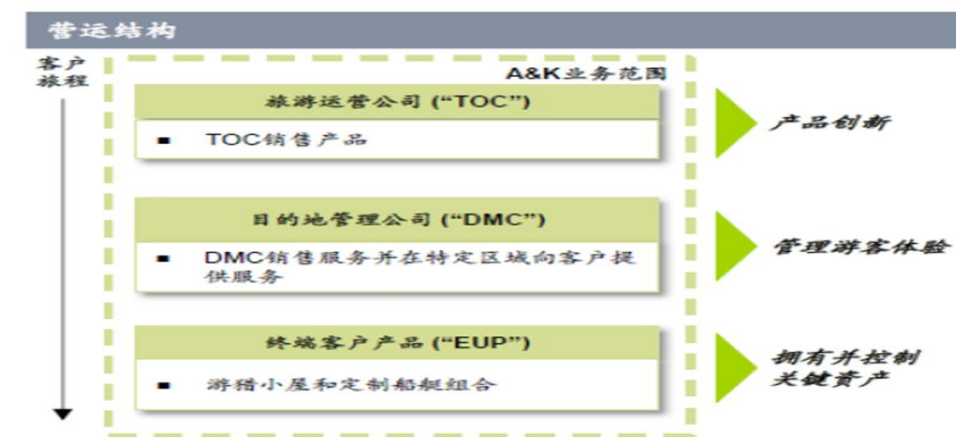 营运结构
客户
旅程
A&K业务范围
旅游运营公司 (“TOC”)
■ TOC销售产品
产品创新
目的地管理公司 (“DMC”)
■ DMC销售服务并在特定区域向客户提
供服务
管理游客体验
终端客户产品 (“EUP”)
■ 游猎小屋和定制船艇组合
拥有并控制
关键资产